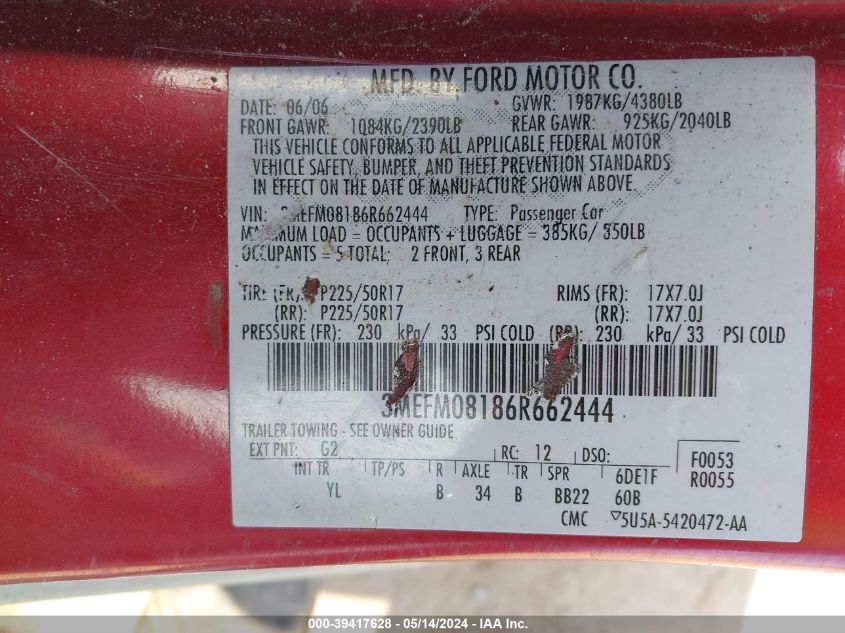 MFD. BY FORD MOTOR CO.
DATE: 06/06 GVWR: 1987KG/4380LB
FRONT GAWR: 1084KG/2390LB REAR GAWR: 925KG/2040LB
THIS VEHICLE CONFORMS TO ALL APPLICABLE FEDERAL MOTOR
VEHICLE SAFETY, BUMPER, AND THEFT PREVENTION STANDARDS
IN EFFECT ON THE DATE OF MANUFACTURE SHOWN ABOVE.
VIN: 3MEFM08186R662444 TYPE: Passenger Car
MAXIMUM LOAD = OCCUPANTS + LUGGAGE = 385KG/ 850LB
OCCUPANTS = 5 TOTAL; 2 FRONT, 3 REAR
TIRE (FR): P225/50R17 RIMS (FR): 17X7.0J
(RR): P225/50R17 (RR): 17X7.0J
PRESSURE (FR): 230 kPa/ 33 PSI COLD (RR): 230 kPa/ 33 PSI COLD
3MEFM08186R662444
TRAILER TOWING - SEE OWNER GUIDE
EXT PNT: G2 RC: 12 DSO: F0053
INT TR TP/PS R AXLE TR SPR 6DE1F R0055
YL B 34 B BB22 60B
CMC ▽5U5A-5420472-AA
000-39417628 - 05/14/2024 - IAA Inc.